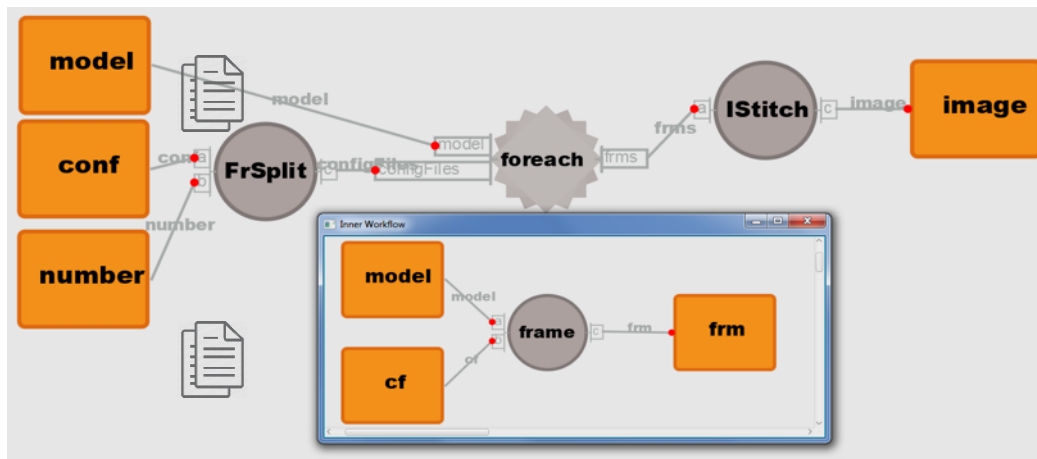 model
model
conf
conf
a
FrSplit
c
b
number
number
configFiles
model
configFiles
foreach
frms
frms
a
IStitch
c
image
image
Inner Workflow
model
model
a
b
frame
c
frm
frm
cf
cf